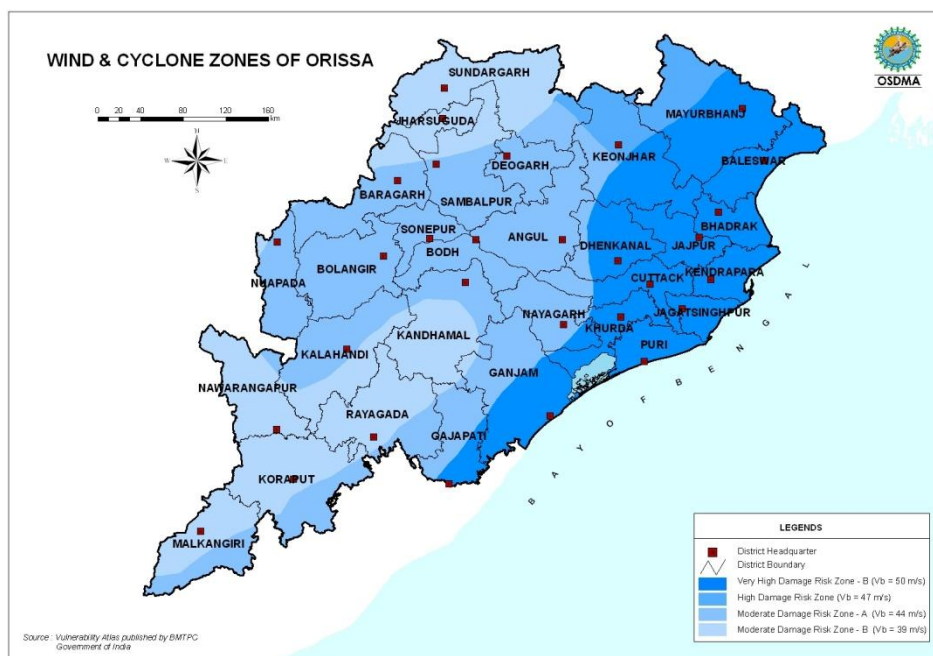 WIND & CYCLONE ZONES OF ORISSA
OSDMA
0 20 40 80 120 160
km
N
W E
S
SUNDARGARH
JHARSUGUDA
MAYURBHANJ
KEONJHAR
DEOGARH
BALESWAR
BARAGARH
SAMBALPUR
BHADRAK
SONEPUR
ANGUL
DHENKANAL
JAJPUR
BODH
BOLANGIR
NUAPADA
CUTTACK
KENDRAPARA
JAGATSINGHPUR
NAYAGARH
KHURDA
KANDHAMAL
PURI
KALAHANDI
GANJAM
NAWARANGAPUR
RAYAGADA
GAJAPATI
KORAPUT
MALKANGIRI
BAY OF BENGAL
LEGENDS
District Headquarter
District Boundary
Very High Damage Risk Zone - B (Vb = 50 m/s)
High Damage Risk Zone (Vb = 47 m/s)
Moderate Damage Risk Zone - A (Vb = 44 m/s)
Moderate Damage Risk Zone - B (Vb = 39 m/s)
Source : Vulnerability Atlas published by BMTPC
Government of India